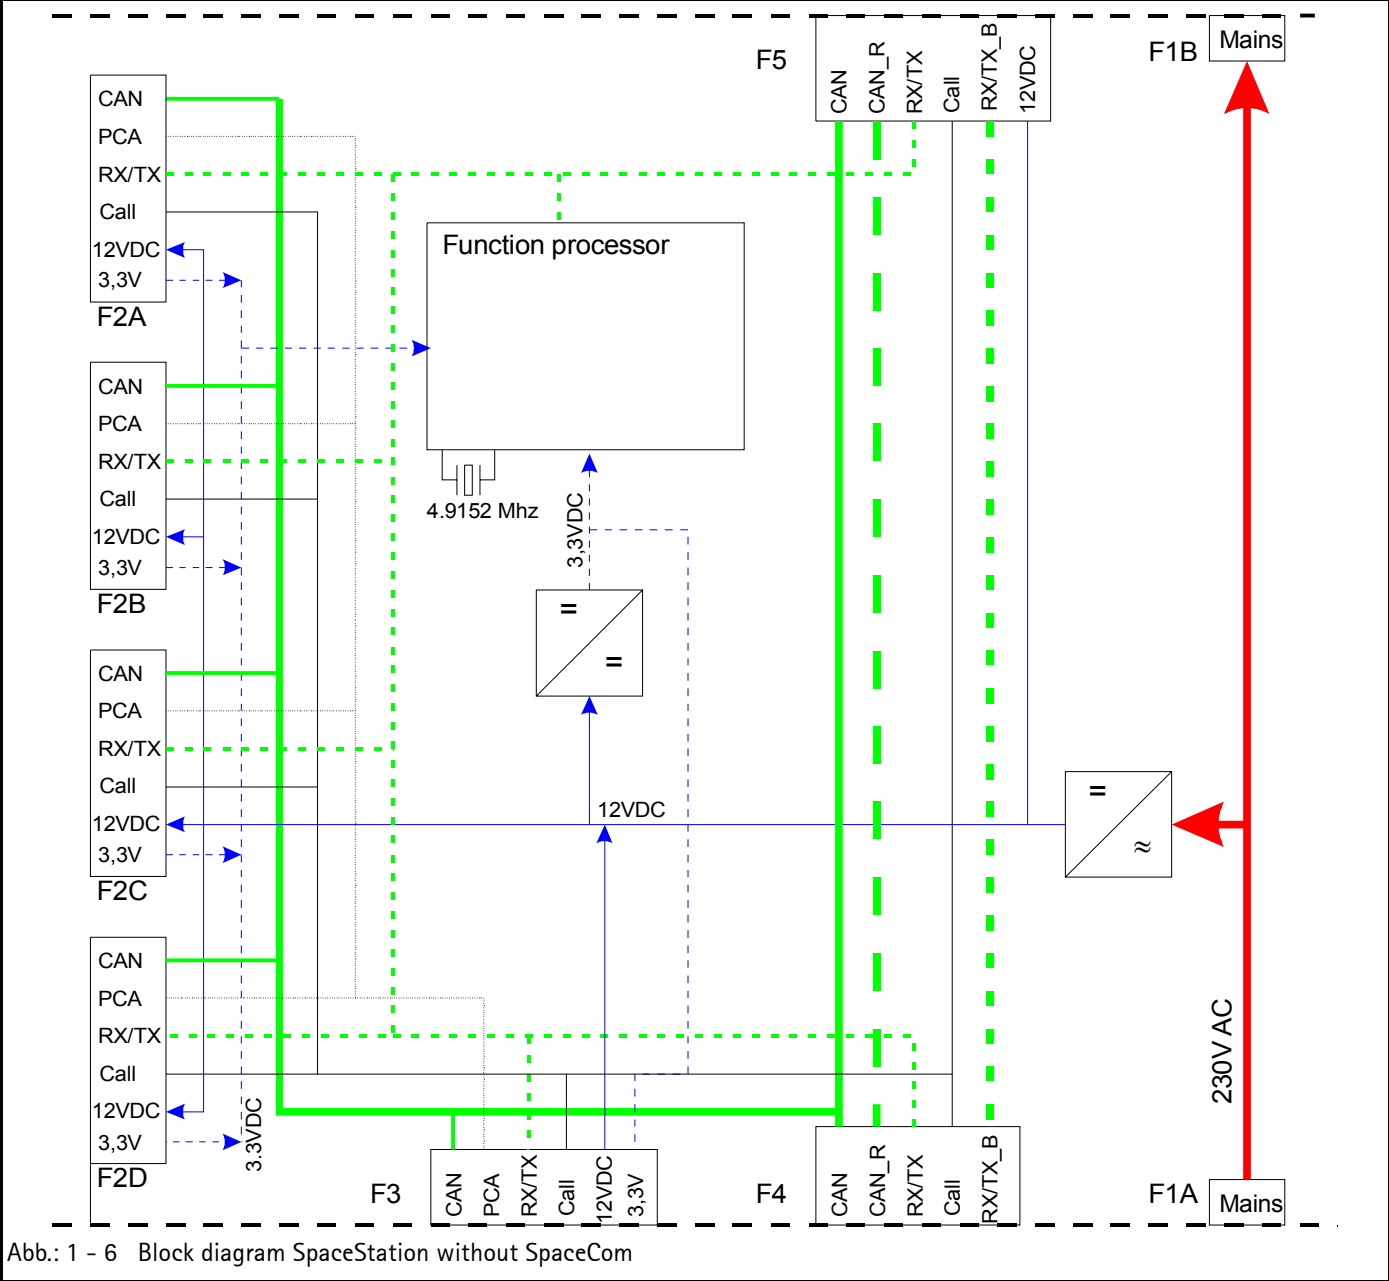 F5
CAN
CAN_R
RX/TX
Call
RX/TX_B
12VDC
F1B
Mains
CAN
PCA
RX/TX
Call
12VDC
3,3V
F2A
Function processor
4.9152 Mhz
3,3VDC
=
=
CAN
PCA
RX/TX
Call
12VDC
3,3V
F2B
CAN
PCA
RX/TX
Call
12VDC
3,3V
F2C
12VDC
=
≈
230V AC
CAN
PCA
RX/TX
Call
12VDC
3,3V
F2D
3.3VDC
F3
CAN
PCA
RX/TX
Call
12VDC
3,3V
F4
CAN
CAN_R
RX/TX
Call
RX/TX_B
F1A
Mains
Abb.: 1 - 6 Block diagram SpaceStation without SpaceCom